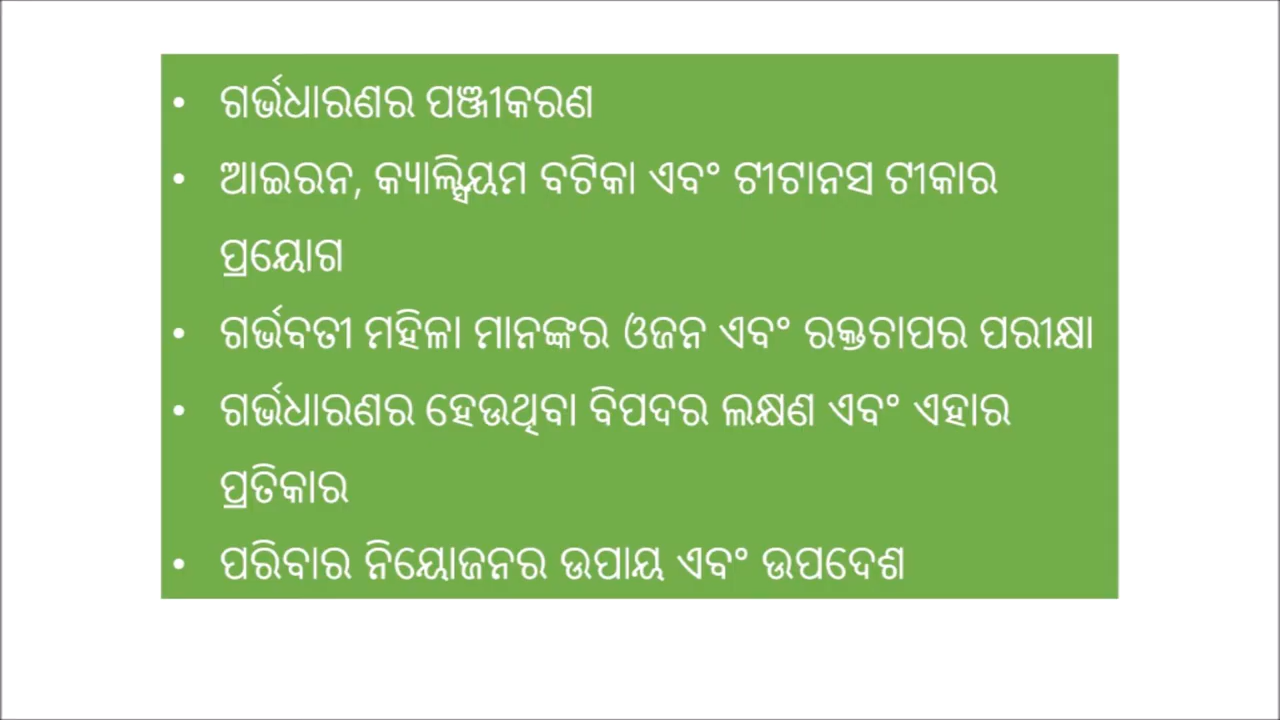 • ଗର୍ଭଧାରଣର ପଞ୍ଜୀକରଣ
• ଆଇରନ, କ୍ୟାଲ୍ସିୟମ ବଟିକା ଏବଂ ଟୀଟାନସ ଟୀକାର
ପ୍ରୟୋଗ
• ଗର୍ଭବତୀ ମହିଳା ମାନଙ୍କର ଓଜନ ଏବଂ ରକ୍ତଚାପର ପରୀକ୍ଷା
• ଗର୍ଭଧାରଣର ହେଉଥିବା ବିପଦର ଲକ୍ଷଣ ଏବଂ ଏହାର
ପ୍ରତିକାର
• ପରିବାର ନିୟୋଜନର ଉପାୟ ଏବଂ ଉପଦେଶ